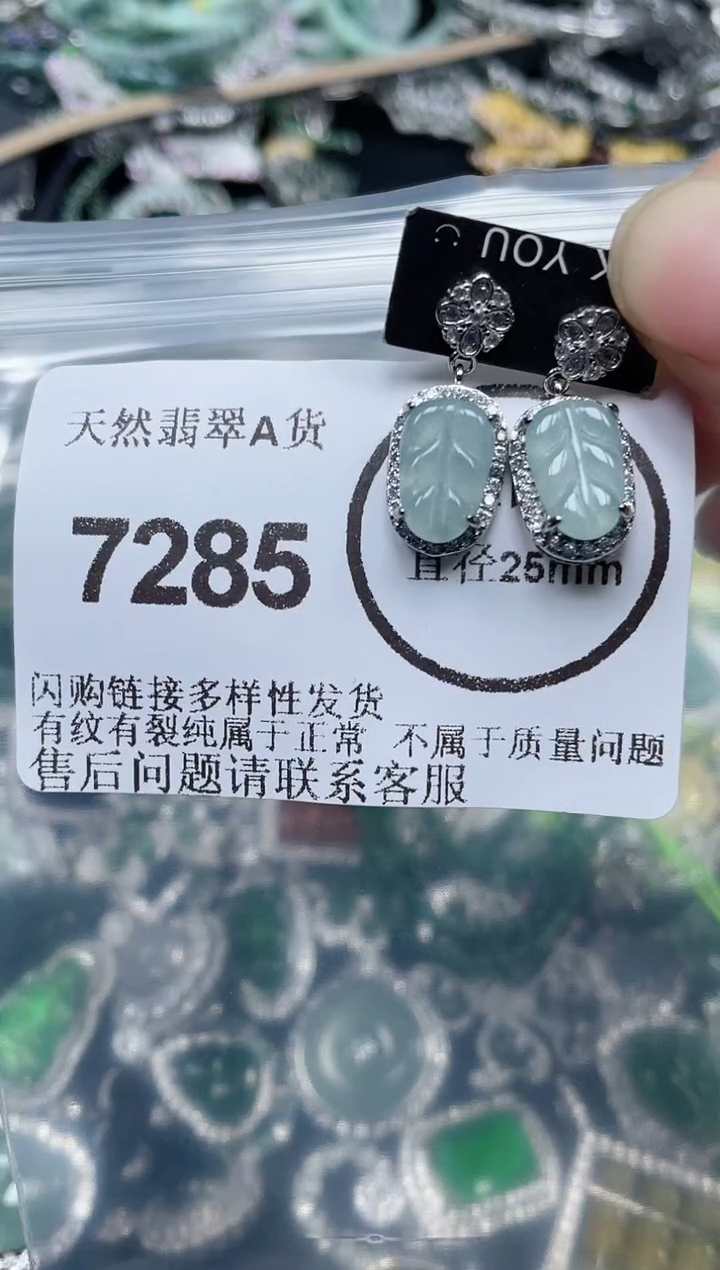 K YOU
天然翡翠A货
7285
直径25mm
闪购链接多样性发货
有纹有裂纯属于正常 不属于质量问题
售后问题请联系客服